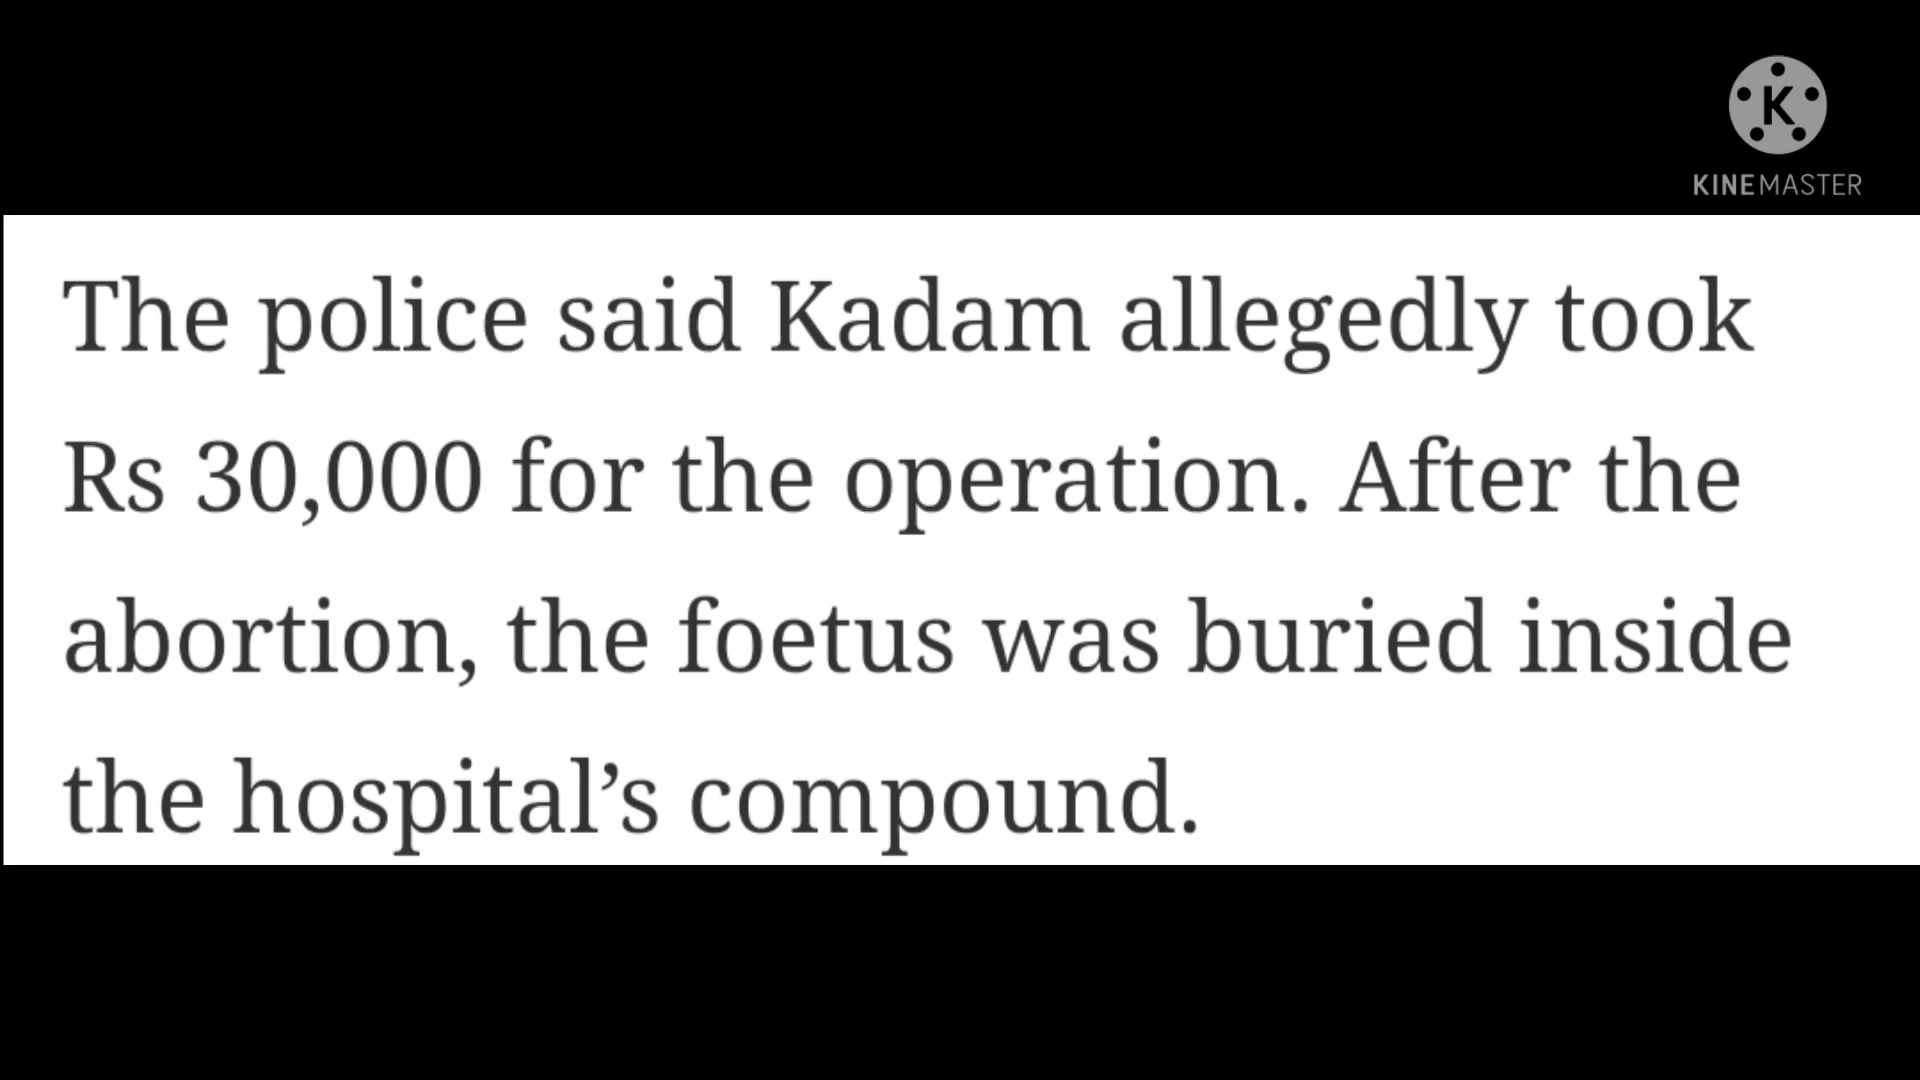 KINEMASTER
The police said Kadam allegedly took
Rs 30,000 for the operation. After the
abortion, the foetus was buried inside
the hospital’s compound.